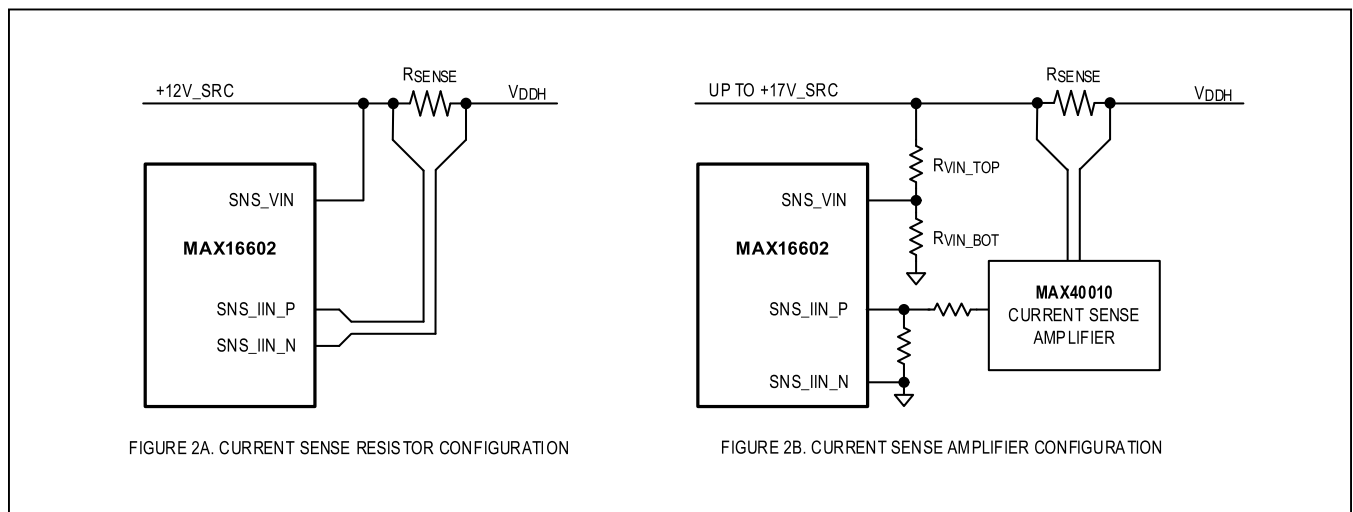 +12V_SRC
RSENSE
VDDH
SNS_VIN
MAX16602
SNS_IIN_P
SNS_IIN_N
FIGURE 2A. CURRENT SENSE RESISTOR CONFIGURATION
UP TO +17V_SRC
RSENSE
VDDH
RVIN_TOP
SNS_VIN
RVIN_BOT
MAX16602
SNS_IIN_P
SNS_IIN_N
MAX40010
CURRENT SENSE
AMPLIFIER
FIGURE 2B. CURRENT SENSE AMPLIFIER CONFIGURATION